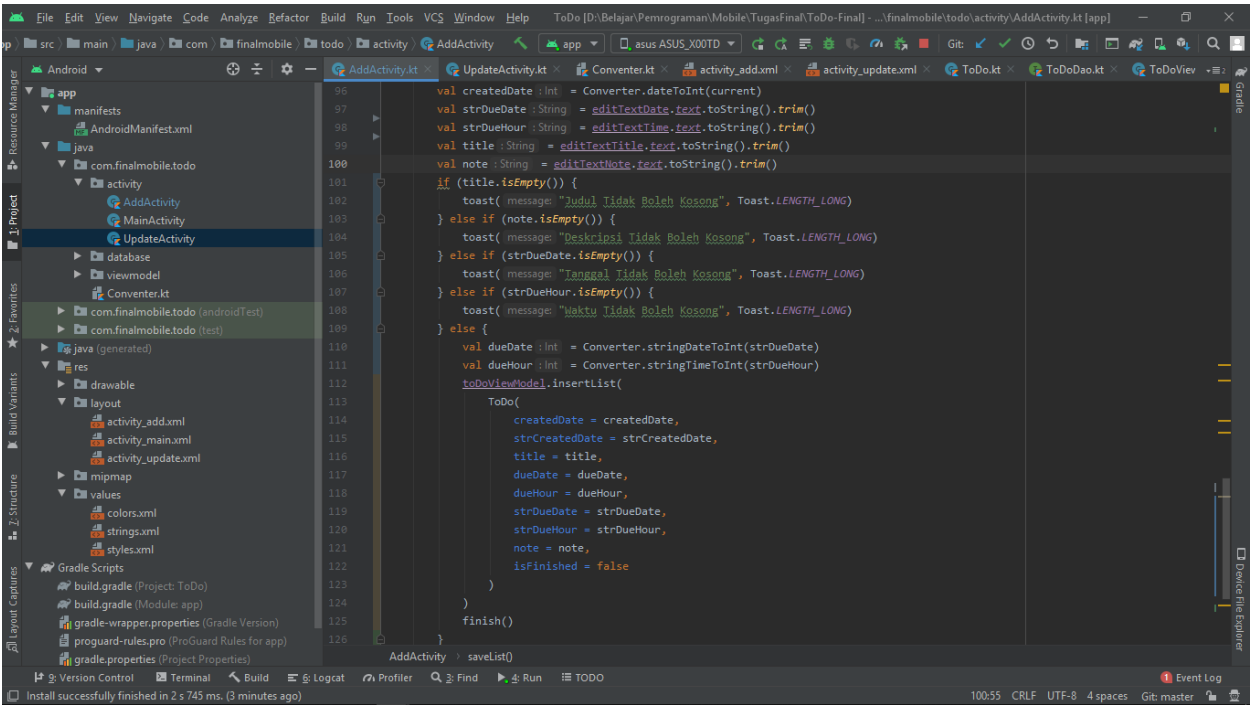 File Edit View Navigate Code Analyze Refactor Build Run Tools VCS Window Help ToDo [D:\Belajar\Pemrograman\Mobile\TugasFinal\ToDo-Final] - ...\finalmobile\todo\activity\AddActivity.kt [app]
pp src main java com finalmobile todo activity AddActivity app asus ASUS_X00TD Git:
Android AddActivity.kt UpdateActivity.kt Conventer.kt activity_add.xml activity_update.xml ToDo.kt ToDoDao.kt ToDoViev
Resource Manager
1: Project
2: Favorites
Build Variants
Z: Structure
Layout Captures
app
manifests
AndroidManifest.xml
java
com.finalmobile.todo
activity
AddActivity
MainActivity
UpdateActivity
database
viewmodel
Conventer.kt
com.finalmobile.todo (androidTest)
com.finalmobile.todo (test)
java (generated)
res
drawable
layout
activity_add.xml
activity_main.xml
activity_update.xml
mipmap
values
colors.xml
strings.xml
styles.xml
Gradle Scripts
build.gradle (Project: ToDo)
build.gradle (Module: app)
gradle-wrapper.properties (Gradle Version)
proguard-rules.pro (ProGuard Rules for app)
gradle.properties (Project Properties)
96 val createdDate : Int = Converter.dateToInt(current)
97 val strDueDate : String = editTextDate.text.toString().trim()
98 val strDueHour : String = editTextTime.text.toString().trim()
99 val title : String = editTextTitle.text.toString().trim()
100 val note : String = editTextNote.text.toString().trim()
101 if (title.isEmpty()) {
102 toast( message: "Judul Tidak Boleh Kosong", Toast.LENGTH_LONG)
103 } else if (note.isEmpty()) {
104 toast( message: "Deskripsi Tidak Boleh Kosong", Toast.LENGTH_LONG)
105 } else if (strDueDate.isEmpty()) {
106 toast( message: "Tanggal Tidak Boleh Kosong", Toast.LENGTH_LONG)
107 } else if (strDueHour.isEmpty()) {
108 toast( message: "Waktu Tidak Boleh Kosong", Toast.LENGTH_LONG)
109 } else {
110 val dueDate : Int = Converter.stringDateToInt(strDueDate)
111 val dueHour : Int = Converter.stringTimeToInt(strDueHour)
112 toDoViewModel.insertList(
113 ToDo(
114 createdDate = createdDate,
115 strCreatedDate = strCreatedDate,
116 title = title,
117 dueDate = dueDate,
118 dueHour = dueHour,
119 strDueDate = strDueDate,
120 strDueHour = strDueHour,
121 note = note,
122 isFinished = false
123 )
124 )
125 finish()
126 }
AddActivity saveList()
Gradle
Device File Explorer
9: Version Control Terminal Build 6: Logcat Profiler 3: Find 4: Run TODO 1 Event Log
Install successfully finished in 2 s 745 ms. (3 minutes ago) 100:55 CRLF UTF-8 4 spaces Git: master